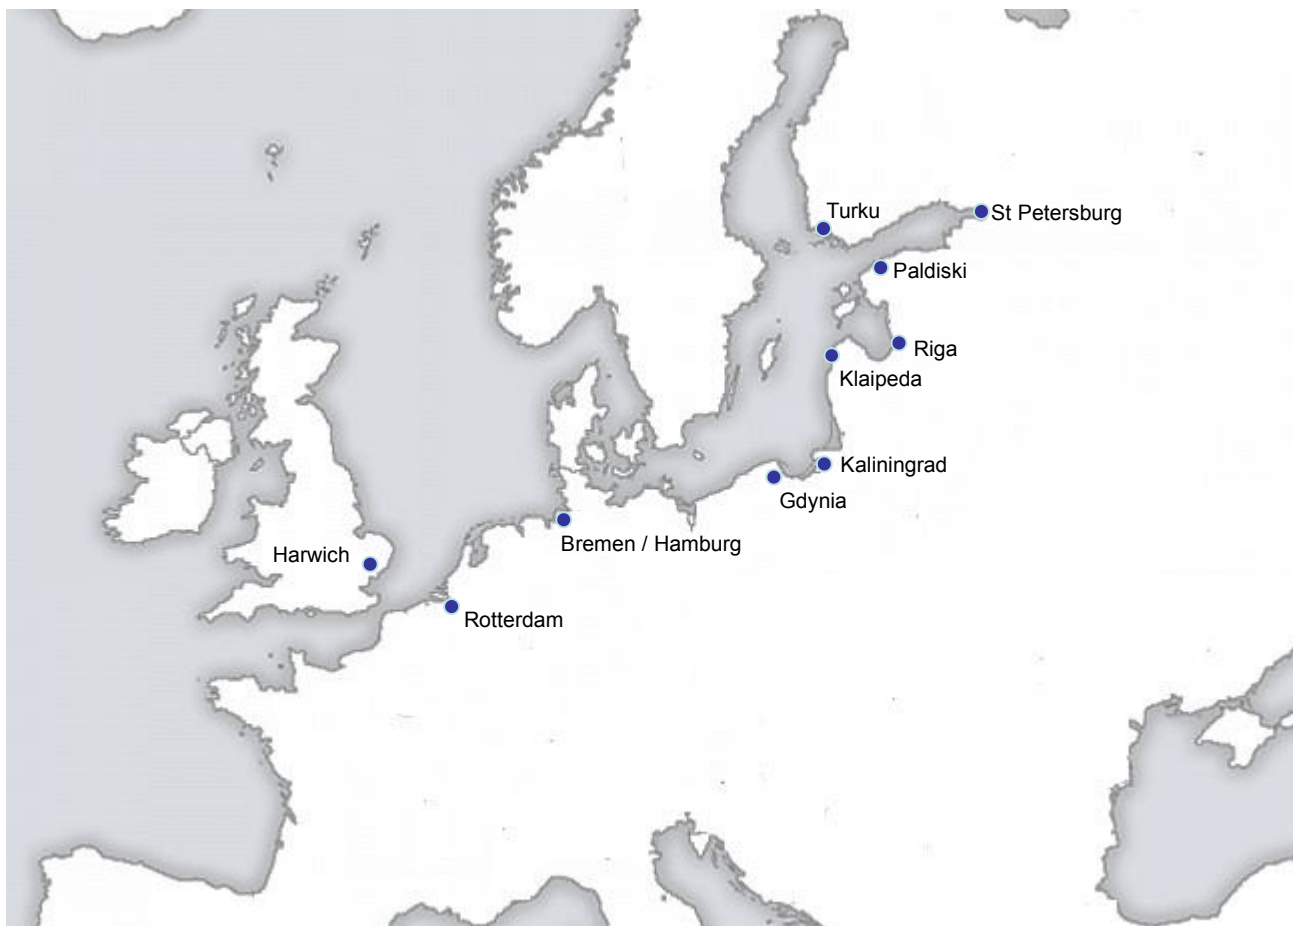 Turku
St Petersburg
Paldiski
Riga
Klaipeda
Kaliningrad
Gdynia
Bremen / Hamburg
Harwich
Rotterdam